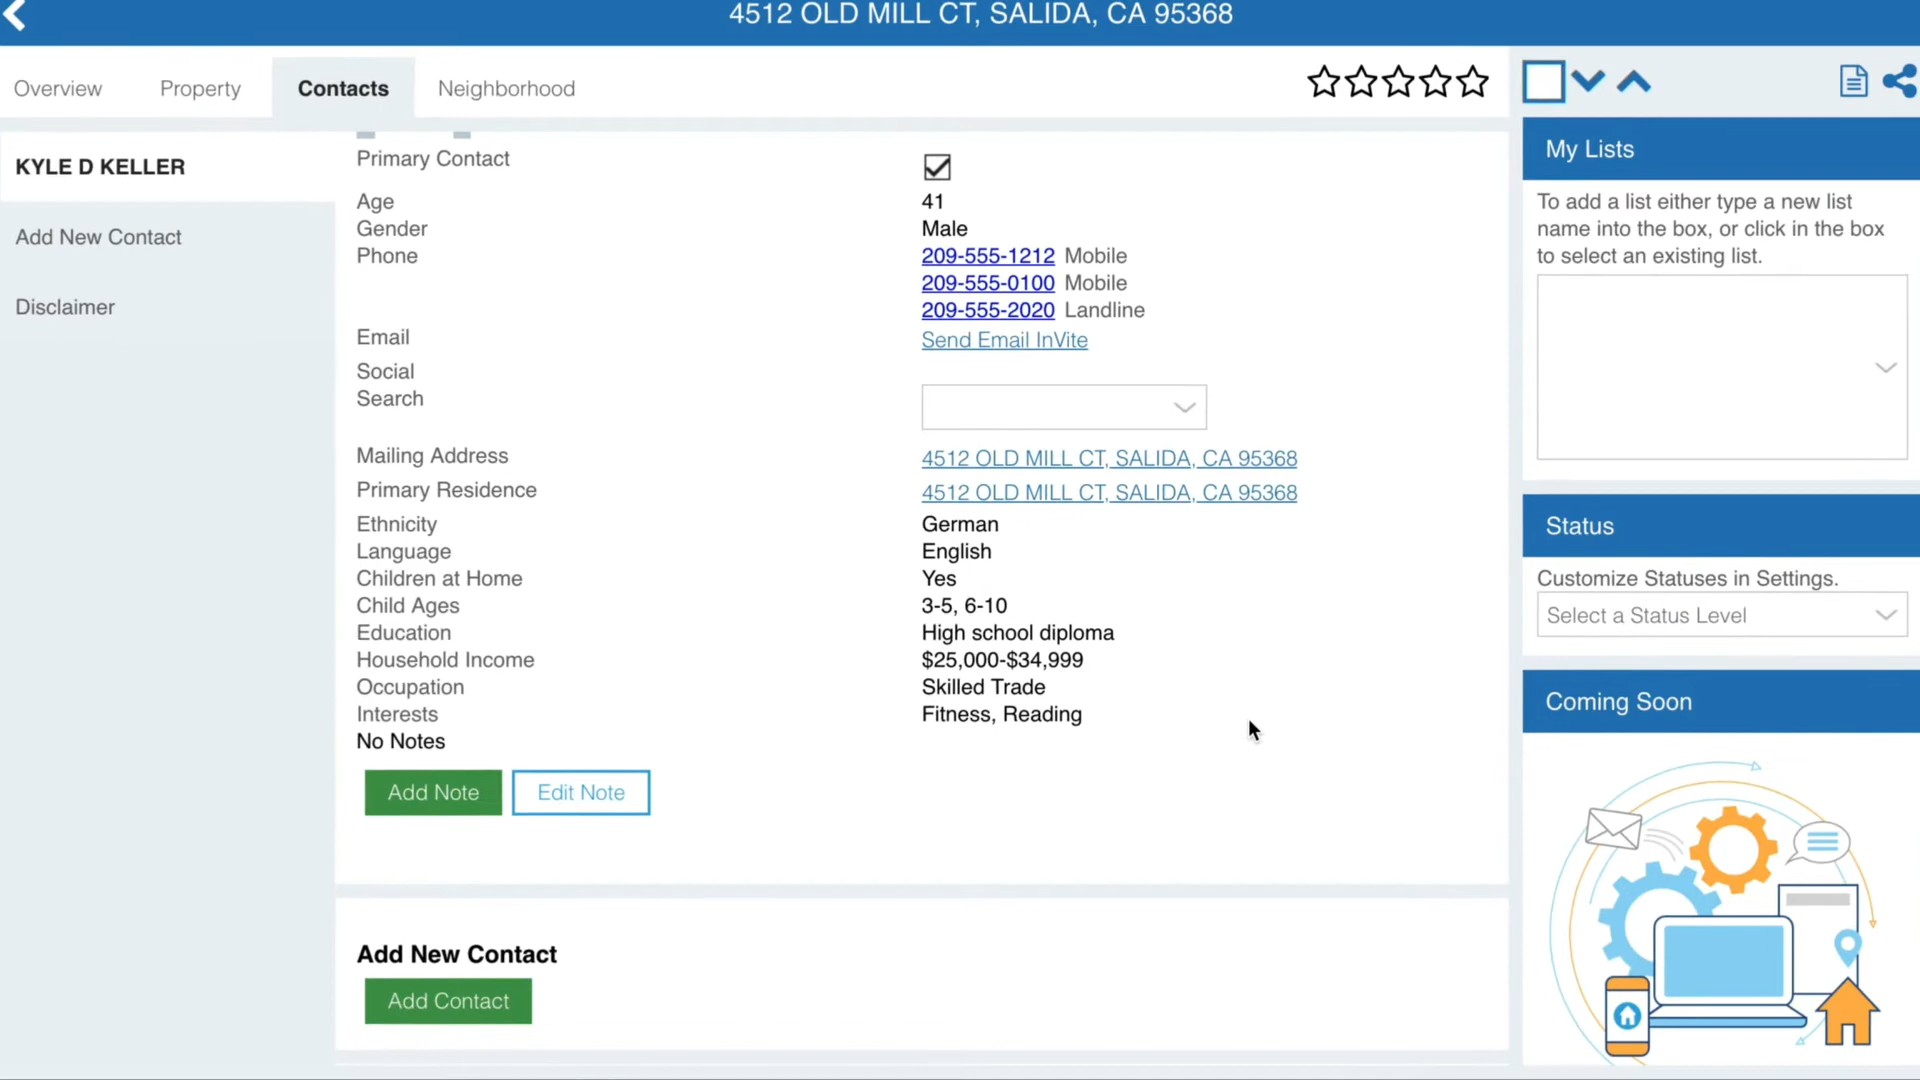 4512 OLD MILL CT, SALIDA, CA 95368
Overview Property Contacts Neighborhood
KYLE D KELLER
Add New Contact
Disclaimer
Primary Contact
Age 41
Gender Male
Phone 209-555-1212 Mobile
209-555-0100 Mobile
209-555-2020 Landline
Email Send Email InVite
Social
Search
Mailing Address 4512 OLD MILL CT, SALIDA, CA 95368
Primary Residence 4512 OLD MILL CT, SALIDA, CA 95368
Ethnicity German
Language English
Children at Home Yes
Child Ages 3-5, 6-10
Education High school diploma
Household Income $25,000-$34,999
Occupation Skilled Trade
Interests Fitness, Reading
No Notes
Add Note Edit Note
Add New Contact
Add Contact
My Lists
To add a list either type a new list
name into the box, or click in the box
to select an existing list.
Status
Customize Statuses in Settings.
Select a Status Level
Coming Soon